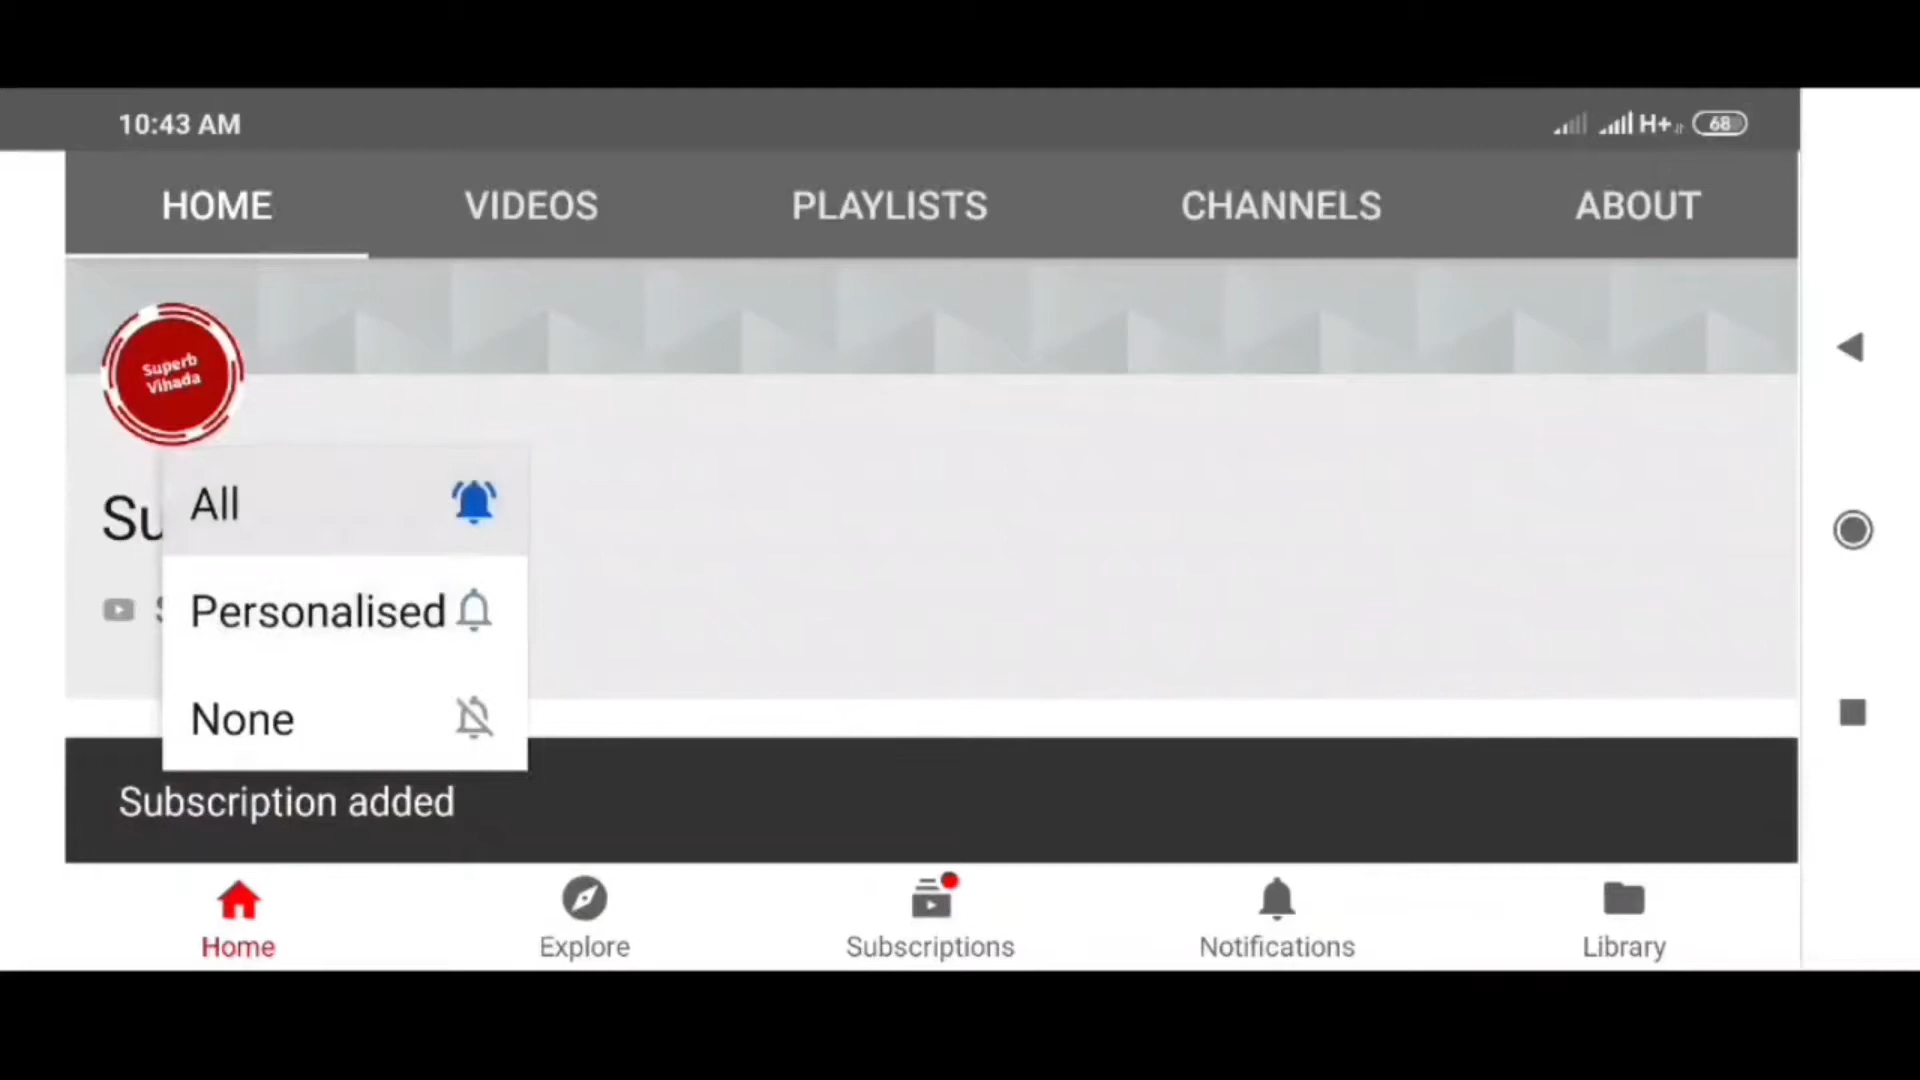 10:43 AM
H+ 68
HOME VIDEOS PLAYLISTS CHANNELS ABOUT
Superb
Vihada
All
Su
Personalised
None
Subscription added
Home Explore Subscriptions Notifications Library